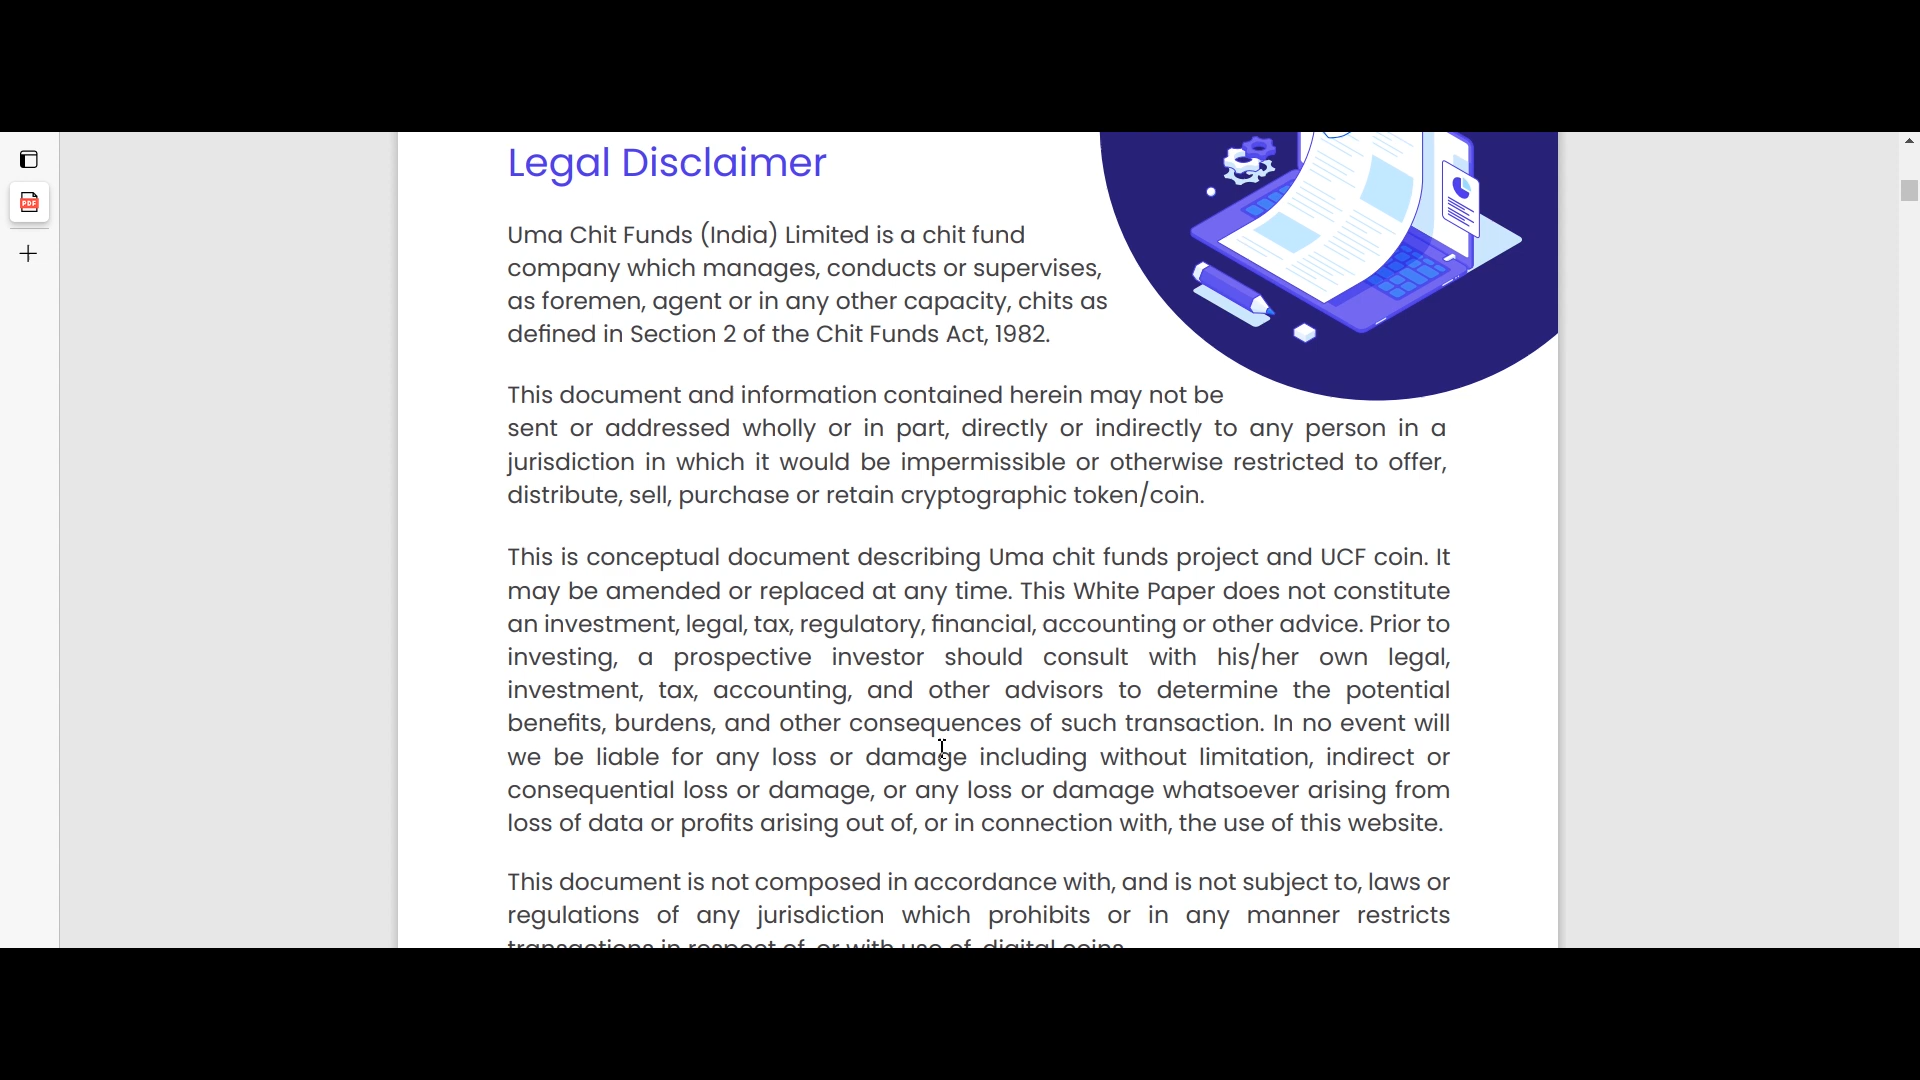 PDF
Legal Disclaimer
Uma Chit Funds (India) Limited is a chit fund
company which manages, conducts or supervises,
as foremen, agent or in any other capacity, chits as
defined in Section 2 of the Chit Funds Act, 1982.
This document and information contained herein may not be
sent or addressed wholly or in part, directly or indirectly to any person in a
jurisdiction in which it would be impermissible or otherwise restricted to offer,
distribute, sell, purchase or retain cryptographic token/coin.
This is conceptual document describing Uma chit funds project and UCF coin. It
may be amended or replaced at any time. This White Paper does not constitute
an investment, legal, tax, regulatory, financial, accounting or other advice. Prior to
investing, a prospective investor should consult with his/her own legal,
investment, tax, accounting, and other advisors to determine the potential
benefits, burdens, and other consequences of such transaction. In no event will
we be liable for any loss or damage including without limitation, indirect or
consequential loss or damage, or any loss or damage whatsoever arising from
loss of data or profits arising out of, or in connection with, the use of this website.
This document is not composed in accordance with, and is not subject to, laws or
regulations of any jurisdiction which prohibits or in any manner restricts
transactions in respect of, or with use of, digital coins.